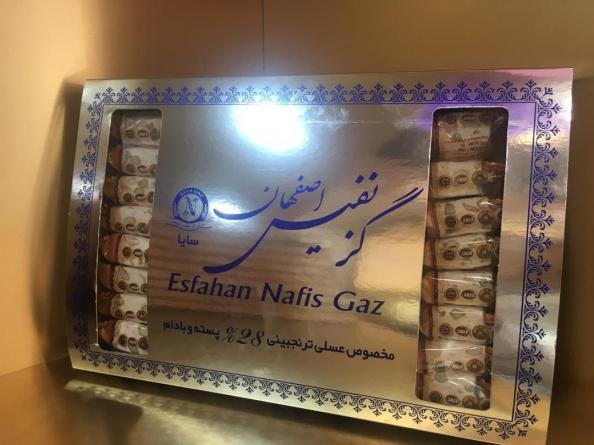 گز نفیس اصفهان
N
سایا
Esfahan Nafis Gaz
مخصوص عسلی ترنجبینی 28% پسته و بادام